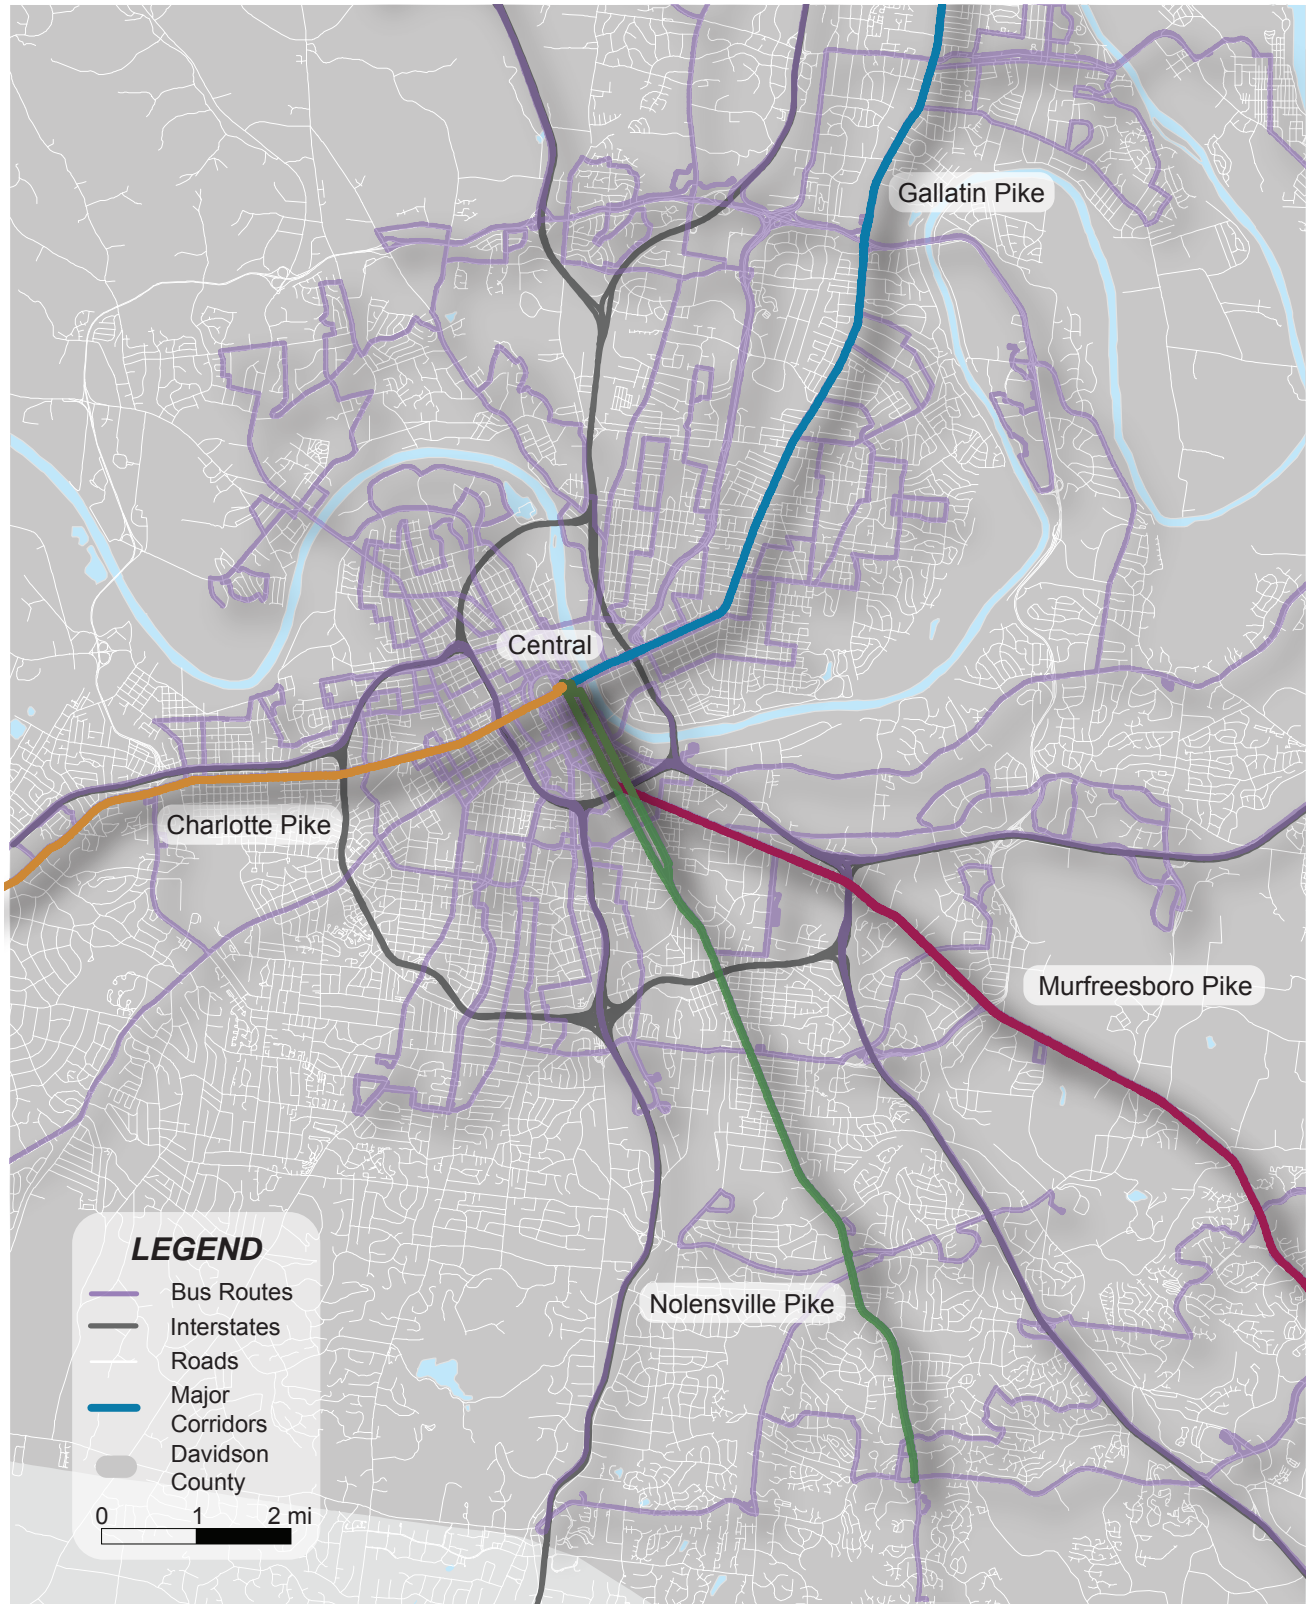 Gallatin Pike
Central
Charlotte Pike
Murfreesboro Pike
Nolensville Pike
LEGEND
Bus Routes
Interstates
Roads
Major
Corridors
Davidson
County
0 1 2 mi